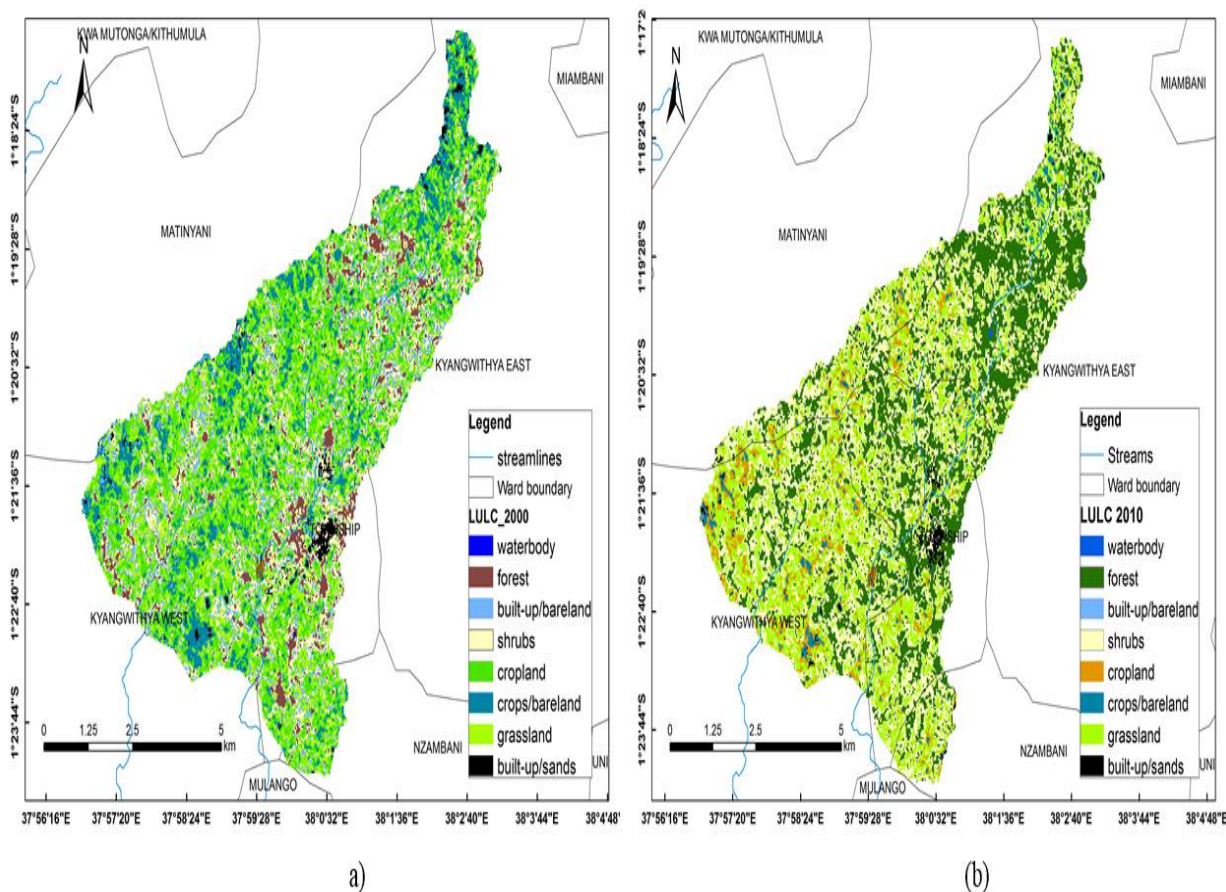 KWA MUTONGA/KITHUMULA
N
MIAMBANI
MATINYANI
KYANGWITHYA EAST
KYANGWITHYA WEST
NZAMBANI
MULANGO
UNI
1°18'24"S
1°19'28"S
1°20'32"S
1°21'36"S
1°22'40"S
1°23'44"S
Legend
streamlines
Ward boundary
LULC_2000
waterbody
forest
built-up/bareland
shrubs
cropland
crops/bareland
grassland
built-up/sands
0 1.25 2.5 5
km
37°56'16"E 37°57'20"E 37°58'24"E 37°59'28"E 38°0'32"E 38°1'36"E 38°2'40"E 38°3'44"E 38°4'48"
a)
KWA MUTONGA/KITHUMULA
N
MIAMBANI
MATINYANI
KYANGWITHYA EAST
KYANGWITHYA WEST
NZAMBANI
MULANGO
UNI
1°17'2
1°18'24"S
1°19'28"S
1°20'32"S
1°21'36"S
1°22'40"S
1°23'44"S
Legend
Streams
Ward boundary
LULC 2010
waterbody
forest
built-up/bareland
shrubs
cropland
crops/bareland
grassland
built-up/sands
0 1.25 2.5 5
km
37°56'16"E 37°57'20"E 37°58'24"E 37°59'28"E 38°0'32"E 38°1'36"E 38°2'40"E 38°3'44"E 38°4'48"E
(b)